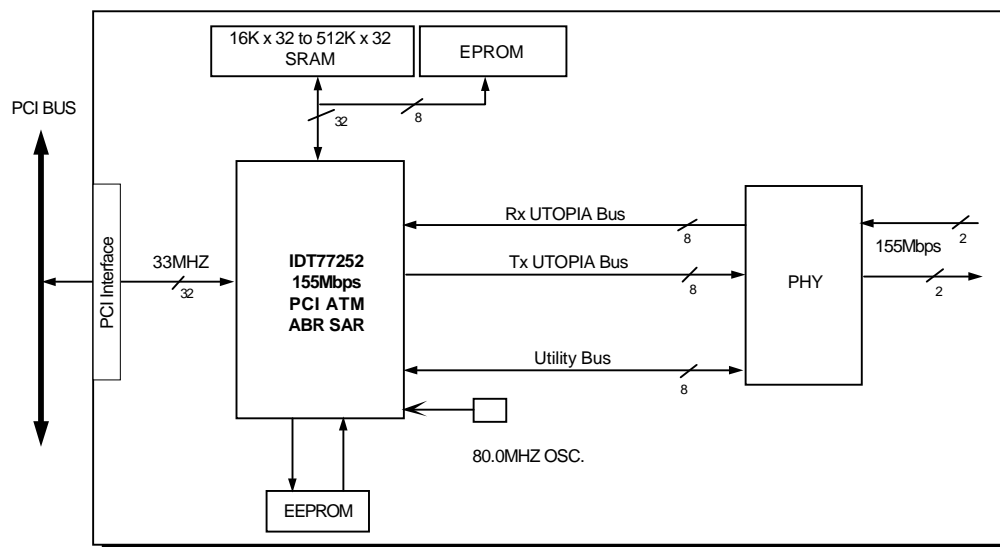 16K x 32 to 512K x 32
SRAM
EPROM
PCI BUS
32
8
PCI Interface
33MHZ
32
IDT77252
155Mbps
PCI ATM
ABR SAR
Rx UTOPIA Bus
8
Tx UTOPIA Bus
8
Utility Bus
8
PHY
155Mbps
2
2
80.0MHZ OSC.
EEPROM